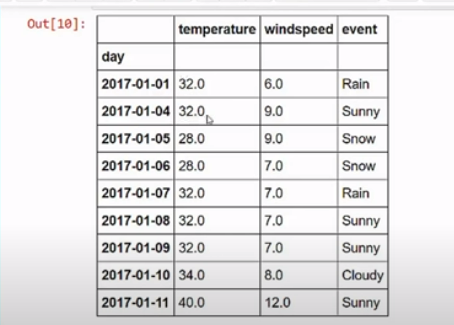 Out[10]:
temperature windspeed event
day
2017-01-01 32.0 6.0 Rain
2017-01-04 32.0 9.0 Sunny
2017-01-05 28.0 9.0 Snow
2017-01-06 28.0 7.0 Snow
2017-01-07 32.0 7.0 Rain
2017-01-08 32.0 7.0 Sunny
2017-01-09 32.0 7.0 Sunny
2017-01-10 34.0 8.0 Cloudy
2017-01-11 40.0 12.0 Sunny